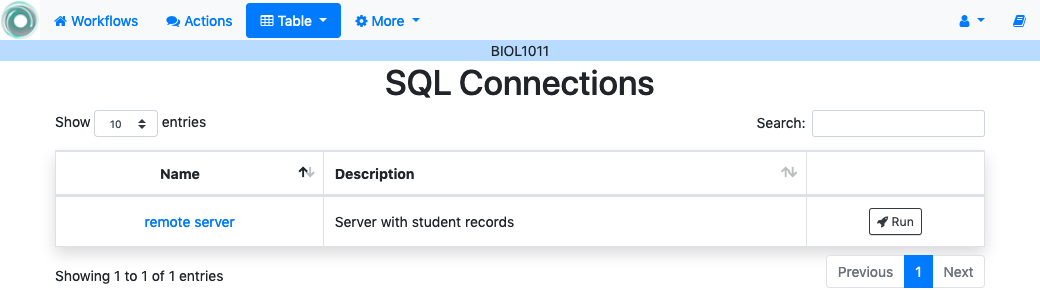 Workflows Actions Table More
BIOL1011
SQL Connections
Show 10 entries Search:
Name Description
remote server Server with student records Run
Showing 1 to 1 of 1 entries Previous 1 Next